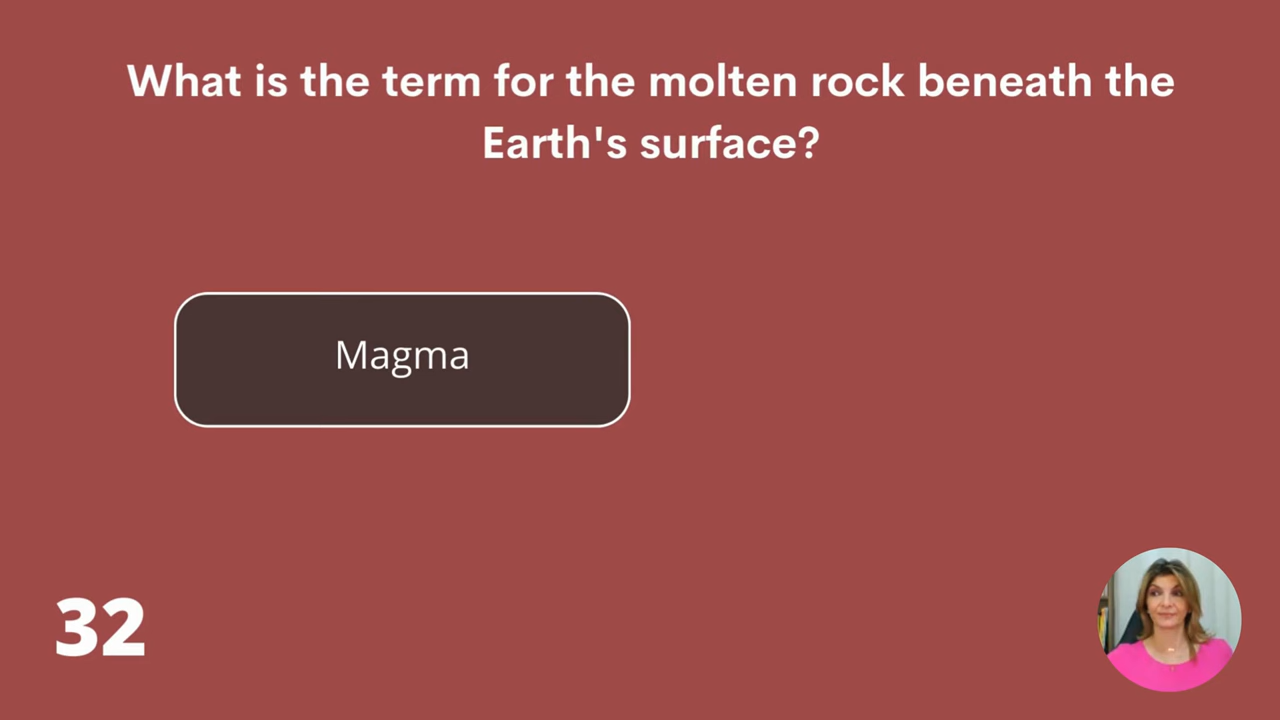 What is the term for the molten rock beneath the
Earth's surface?
Magma
32